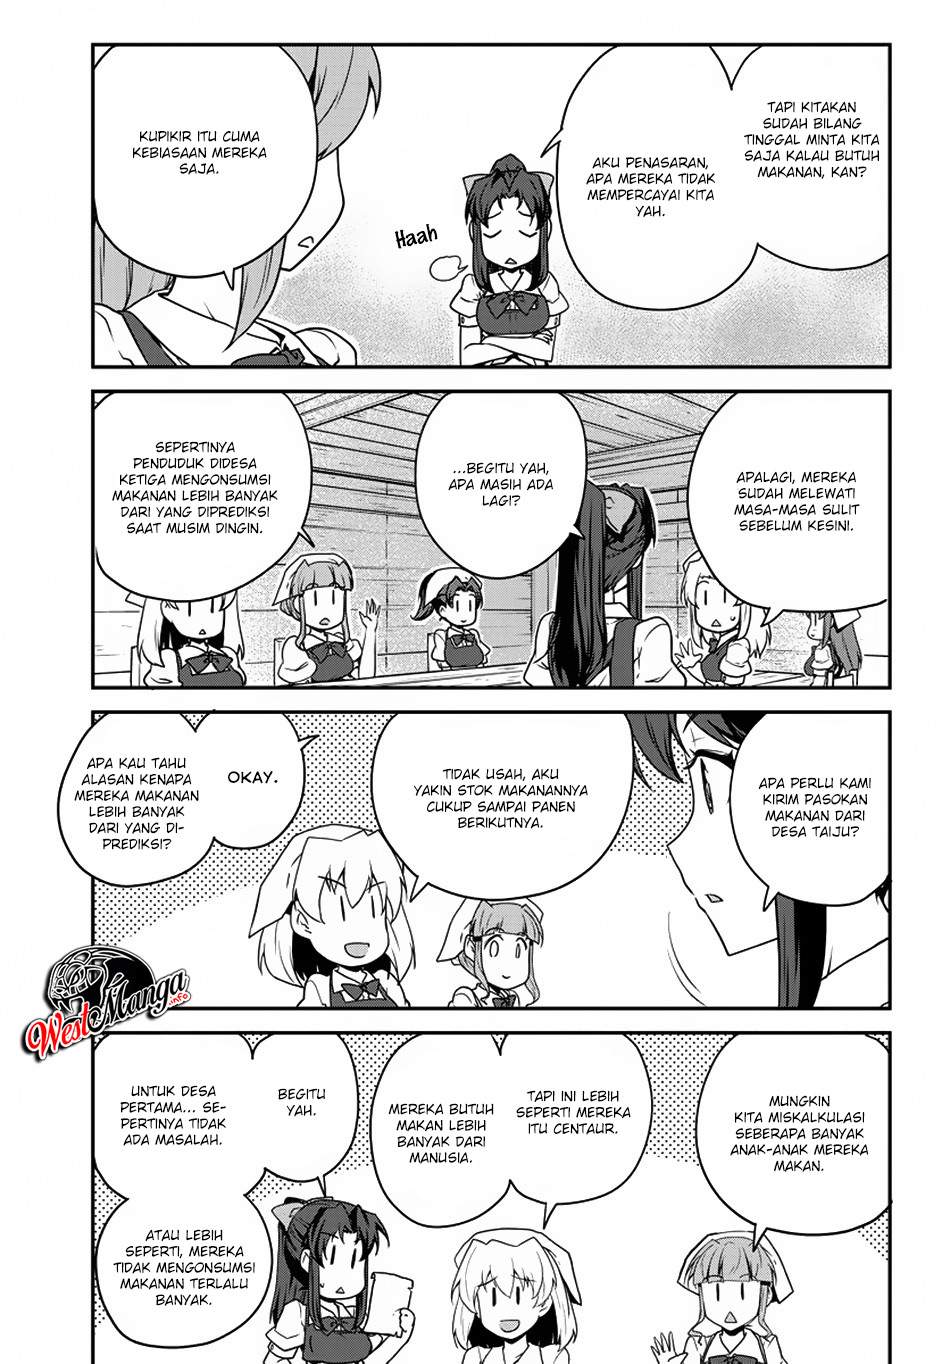 TAPI KITAKAN
SUDAH BILANG
TINGGAL MINTA KITA
SAJA KALAU BUTUH
MAKANAN, KAN?
AKU PENASARAN,
APA MEREKA TIDAK
MEMPERCAYAI KITA
YAH.
Haah
KUPIKIR ITU CUMA
KEBIASAAN MEREKA
SAJA.
APALAGI, MEREKA
SUDAH MELEWATI
MASA-MASA SULIT
SEBELUM KESINI.
...BEGITU YAH,
APA MASIH ADA
LAGI?
SEPERTINYA
PENDUDUK DIDESA
KETIGA MENGONSUMSI
MAKANAN LEBIH BANYAK
DARI YANG DIPREDIKSI
SAAT MUSIM DINGIN.
APA PERLU KAMI
KIRIM PASOKAN
MAKANAN DARI
DESA TAIJU?
TIDAK USAH, AKU
YAKIN STOK MAKANANNYA
CUKUP SAMPAI PANEN
BERIKUTNYA.
OKAY.
APA KAU TAHU
ALASAN KENAPA
MEREKA MAKANAN
LEBIH BANYAK
DARI YANG DI-
PREDIKSI?
WestManga
.info
MUNGKIN
KITA MISKALKULASI
SEBERAPA BANYAK
ANAK-ANAK MEREKA
MAKAN.
TAPI INI LEBIH
SEPERTI MEREKA
ITU CENTAUR.
MEREKA BUTUH
MAKAN LEBIH
BANYAK DARI
MANUSIA.
BEGITU
YAH.
UNTUK DESA
PERTAMA... SE-
PERTINYA TIDAK
ADA MASALAH.
ATAU LEBIH
SEPERTI, MEREKA
TIDAK MENGONSUMSI
MAKANAN TERLALU
BANYAK.